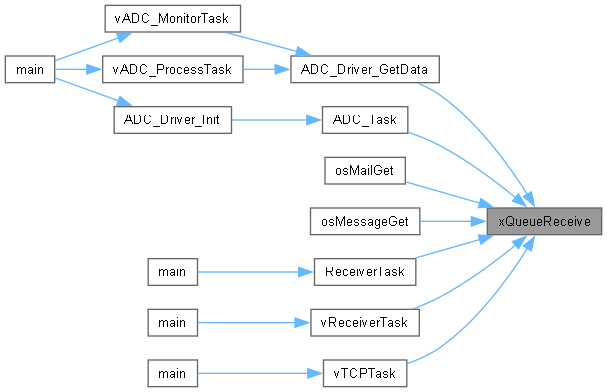 vADC_MonitorTask
main
vADC_ProcessTask
ADC_Driver_GetData
ADC_Driver_Init
ADC_Task
osMailGet
osMessageGet
xQueueReceive
main
ReceiverTask
main
vReceiverTask
main
vTCPTask